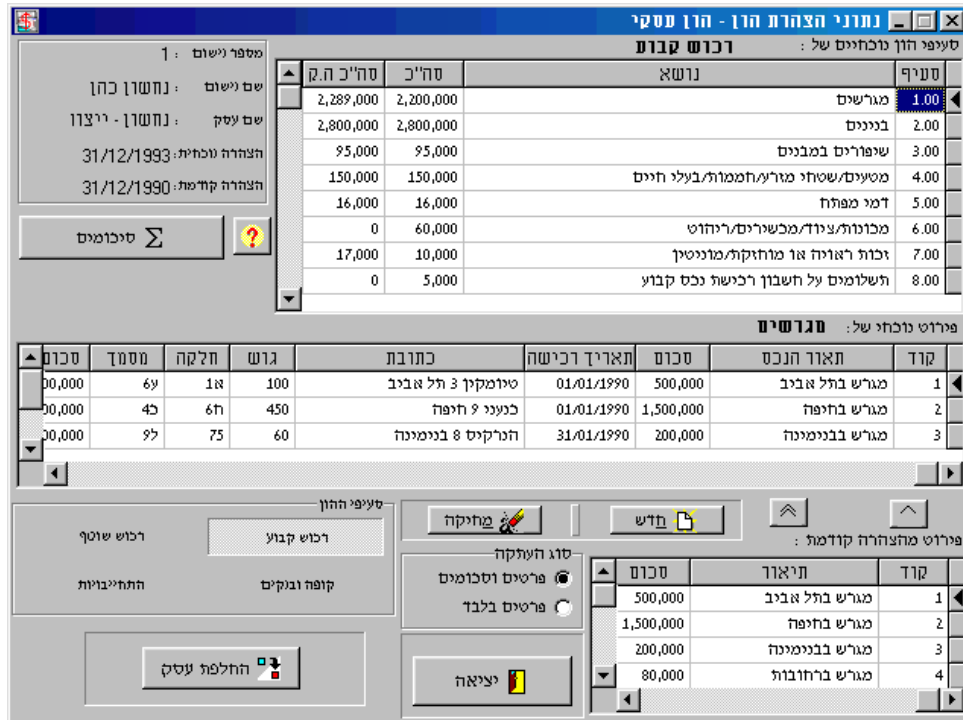 נתוני הצהרת הון - הון עסקי
סעיפי הון נוכחיים של : רכוש קבוע
סעיף נושא סה"כ סה"כ ה.ק
1.00 מגרשים 2,200,000 2,289,000
2.00 בנינים 2,800,000 2,800,000
3.00 שיפורים במבנים 95,000 95,000
4.00 מטעים/שטחי מזרע/חממות/בעלי חיים 150,000 150,000
5.00 דמי מפתח 16,000 16,000
6.00 מכונות/ציוד/מכשירים/ריהוט 60,000 0
7.00 זכות ראויה או מוחזקת/מוניטין 10,000 17,000
8.00 תשלומים על חשבון רכישת נכס קבוע 5,000 0
מספר נישום : 1
שם נישום : נחשון כהן
שם עסק : נחשון - ייצוו
הצהרה נוכחית: 31/12/1993
הצהרה קודמת: 31/12/1990
? סיכומים Σ
פירוט נוכחי של: מגרשים
קוד תאור הנכס סכום תאריך רכישה כתובת גוש חלקה מסמך סכום
1 מגרש בתל אביב 500,000 01/01/1990 טיומקין 3 תל אביב 100 1א 6ע 00,000
2 מגרש בחיפה 1,500,000 01/01/1990 כנעני 9 חיפה 450 6ח 4כ 00,000
3 מגרש בבנימינה 200,000 31/01/1990 הנרקיס 8 בנימינה 60 75 9ל 00,000
חדש מחיקה
פירוט מהצהרה קודמת :
קוד תיאור סכום
1 מגרש בתל אביב 500,000
2 מגרש בחיפה 1,500,000
3 מגרש בבנימינה 200,000
4 מגרש ברחובות 80,000
סוג העתקה
פרטים וסכומים
פרטים בלבד
יציאה
סעיפי ההון
רכוש קבוע רכוש שוטף
קופה ובנקים התחייבויות
החלפת עסק